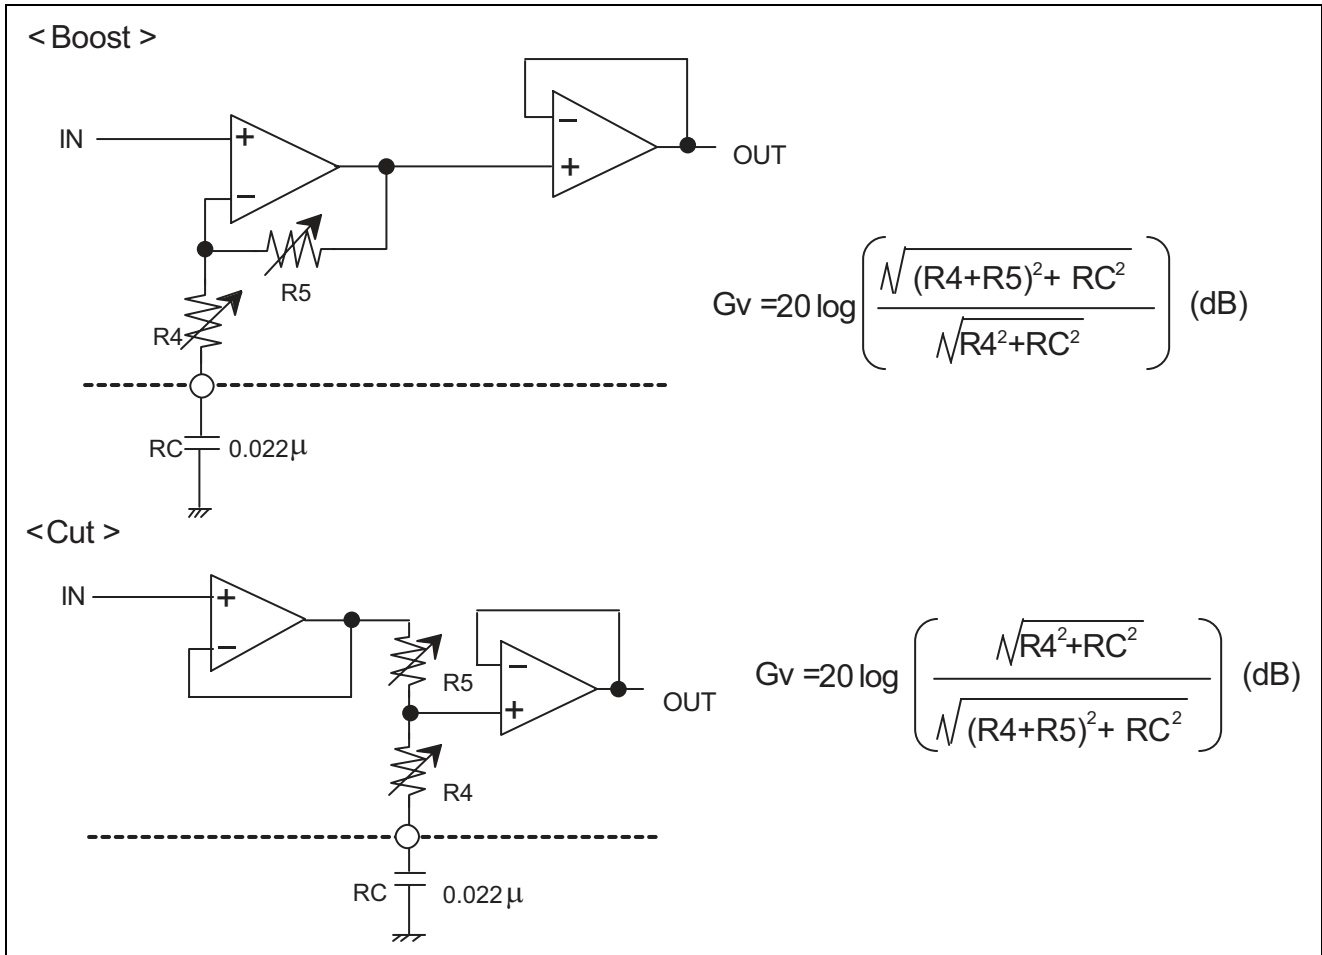 < Boost >
IN
+
−
−
+
OUT
R5
R4
RC 0.022μ
Gv =20 log ( √(R4+R5)²+ RC² / √R4²+RC² ) (dB)
< Cut >
IN
+
−
R5
−
+
OUT
R4
RC 0.022μ
Gv =20 log ( √R4²+RC² / √(R4+R5)²+ RC² ) (dB)